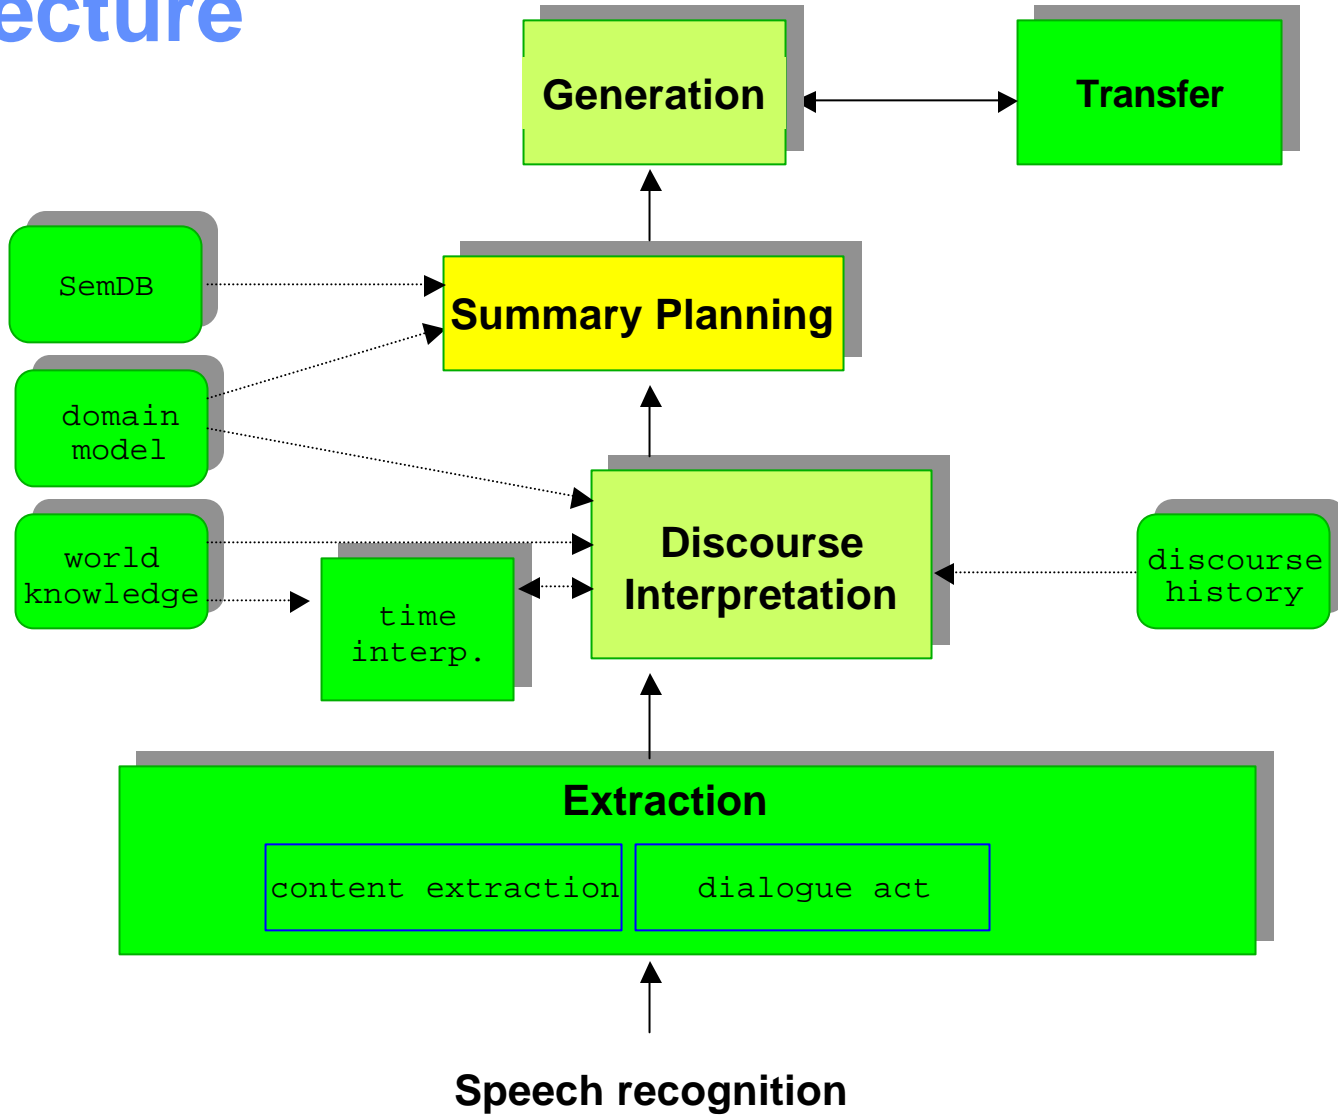 ecture
Generation
Transfer
SemDB
Summary Planning
domain
model
world
knowledge
time
interp.
Discourse
Interpretation
discourse
history
Extraction
content extraction
dialogue act
Speech recognition